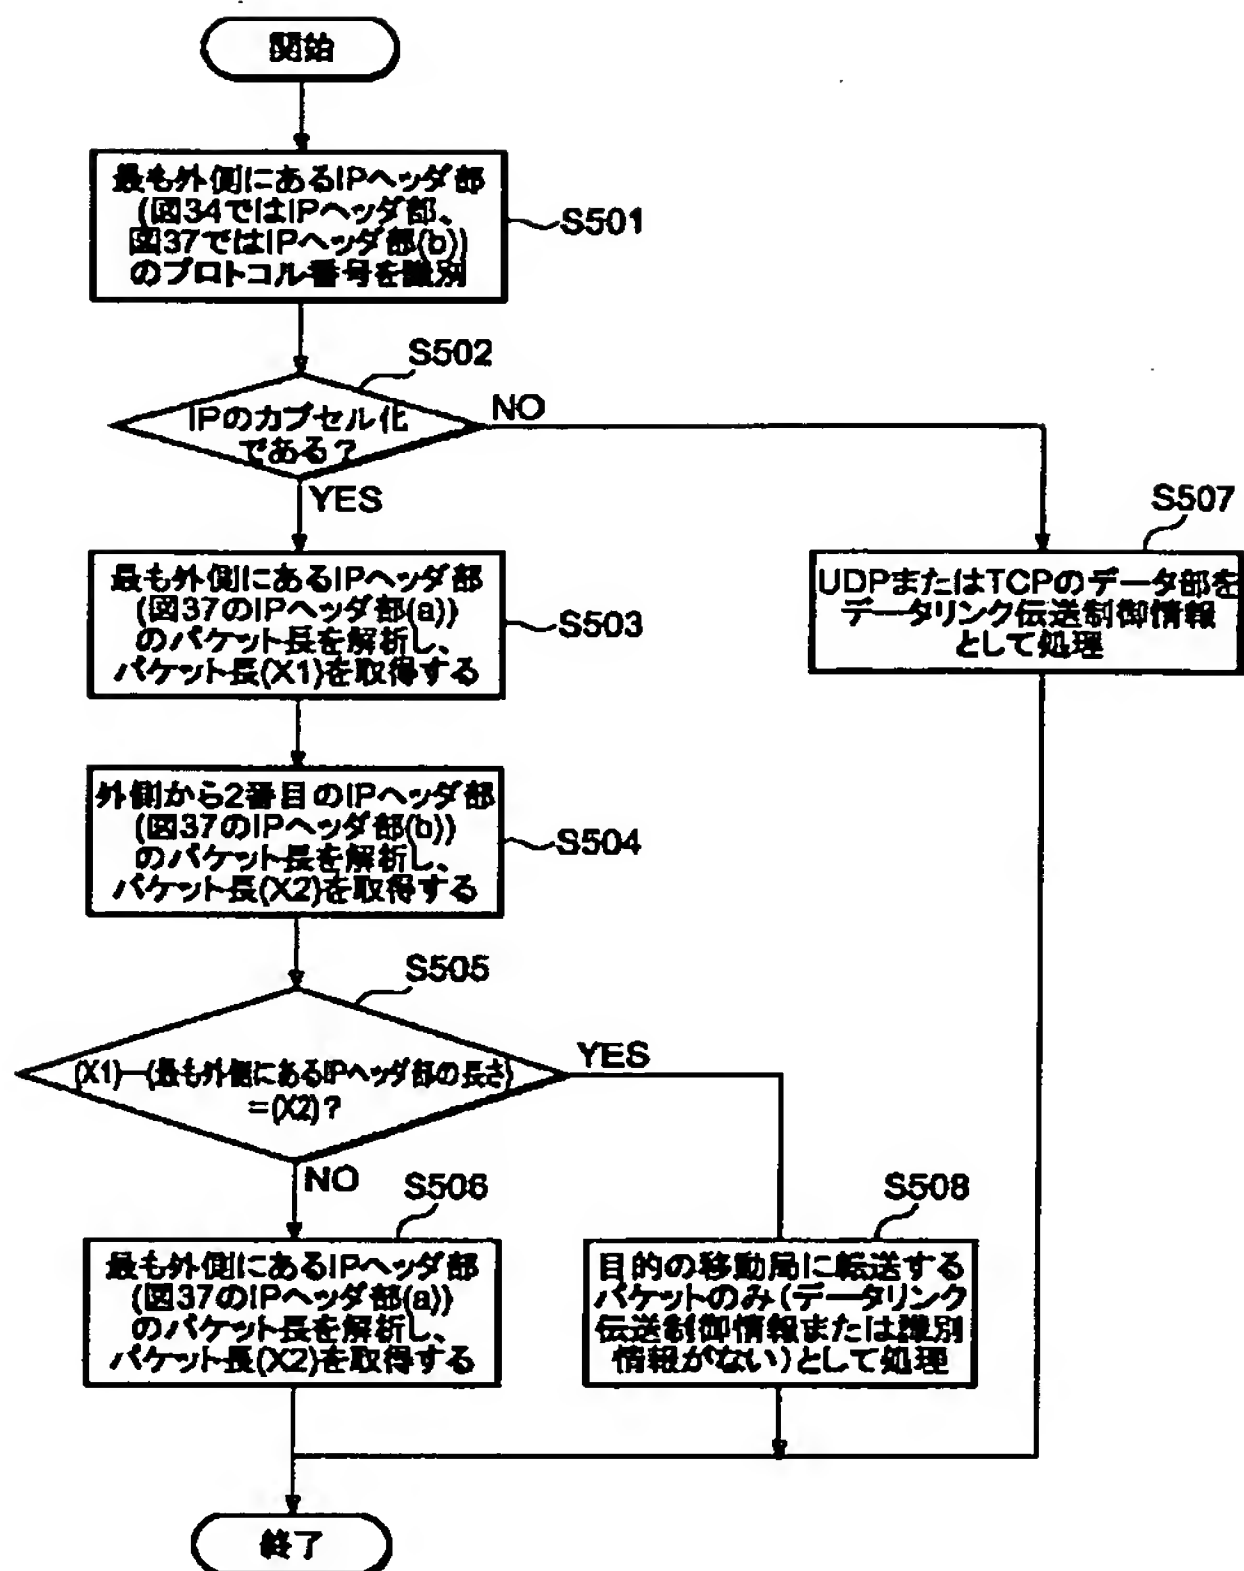 開始
最も外側にあるIPヘッダ部
(図34ではIPヘッダ部、
図37ではIPヘッダ部(b))
のプロトコル番号を識別
S501
S502
IPのカプセル化
である?
NO
YES
S507
UDPまたはTCPのデータ部を
データリンク伝送制御情報
として処理
最も外側にあるIPヘッダ部
(図37のIPヘッダ部(a))
のパケット長を解析し、
パケット長(X1)を取得する
S503
外側から2番目のIPヘッダ部
(図37のIPヘッダ部(b))
のパケット長を解析し、
パケット長(X2)を取得する
S504
S505
(X1)―(最も外側にあるIPヘッダ部の長さ)
=(X2)?
YES
NO
S506
最も外側にあるIPヘッダ部
(図37のIPヘッダ部(a))
のパケット長を解析し、
パケット長(X2)を取得する
S508
目的の移動局に転送する
パケットのみ(データリンク
伝送制御情報または識別
情報がない)として処理
終了